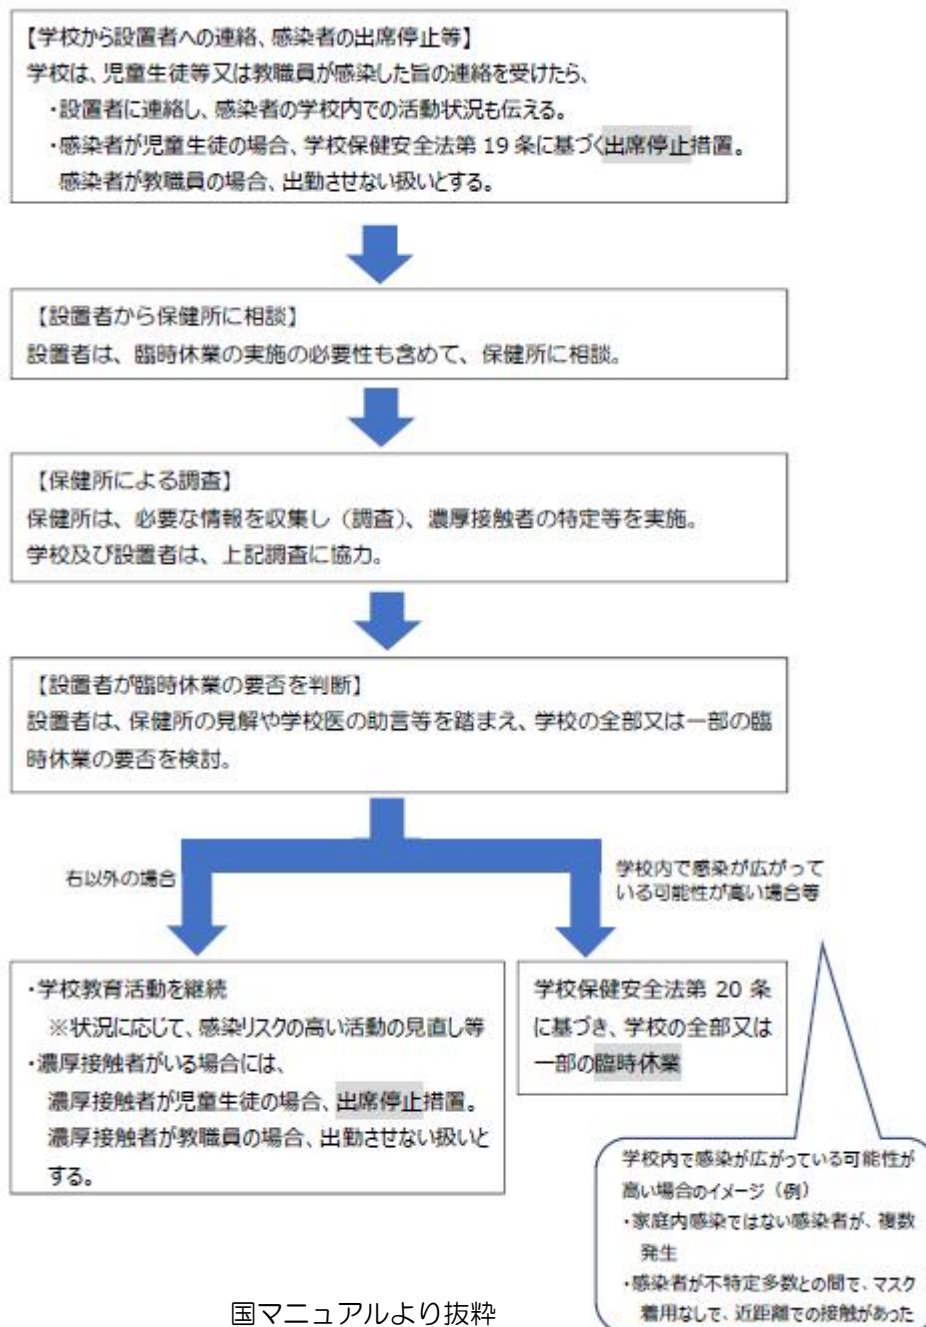 【学校から設置者への連絡、感染者の出席停止等】
学校は、児童生徒等又は教職員が感染した旨の連絡を受けたら、
・設置者に連絡し、感染者の学校内での活動状況も伝える。
・感染者が児童生徒の場合、学校保健安全法第 19 条に基づく出席停止措置。
感染者が教職員の場合、出勤させない扱いとする。
【設置者から保健所に相談】
設置者は、臨時休業の実施の必要性も含めて、保健所に相談。
【保健所による調査】
保健所は、必要な情報を収集し（調査）、濃厚接触者の特定等を実施。
学校及び設置者は、上記調査に協力。
【設置者が臨時休業の要否を判断】
設置者は、保健所の見解や学校医の助言等を踏まえ、学校の全部又は一部の臨
時休業の要否を検討。
右以外の場合
学校内で感染が広がって
いる可能性が高い場合等
・学校教育活動を継続
※状況に応じて、感染リスクの高い活動の見直し等
・濃厚接触者がいる場合には、
濃厚接触者が児童生徒の場合、出席停止措置。
濃厚接触者が教職員の場合、出勤させない扱いと
する。
学校保健安全法第 20 条
に基づき、学校の全部又は
一部の臨時休業
学校内で感染が広がっている可能性が
高い場合のイメージ（例）
・家庭内感染ではない感染者が、複数
発生
・感染者が不特定多数との間で、マスク
着用なしで、近距離での接触があった
国マニュアルより抜粋